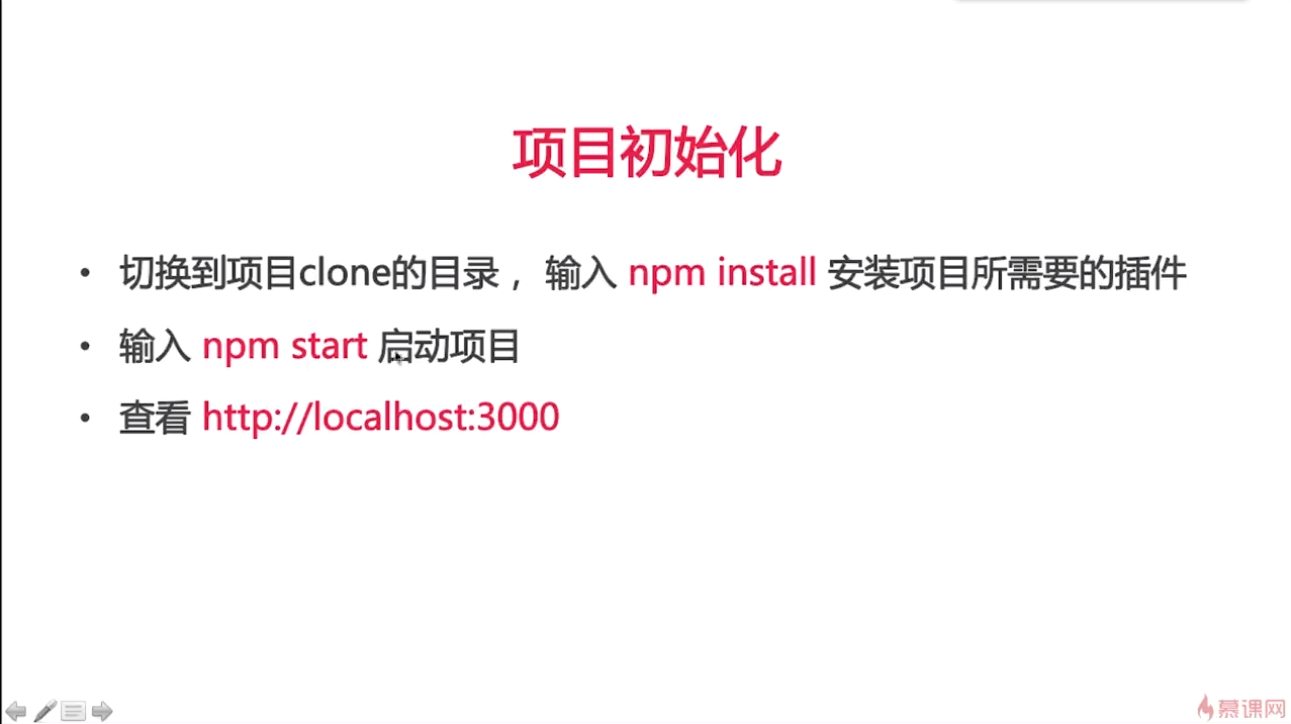 项目初始化
• 切换到项目clone的目录，输入 npm install 安装项目所需要的插件
• 输入 npm start 启动项目
• 查看 http://localhost:3000
慕课网